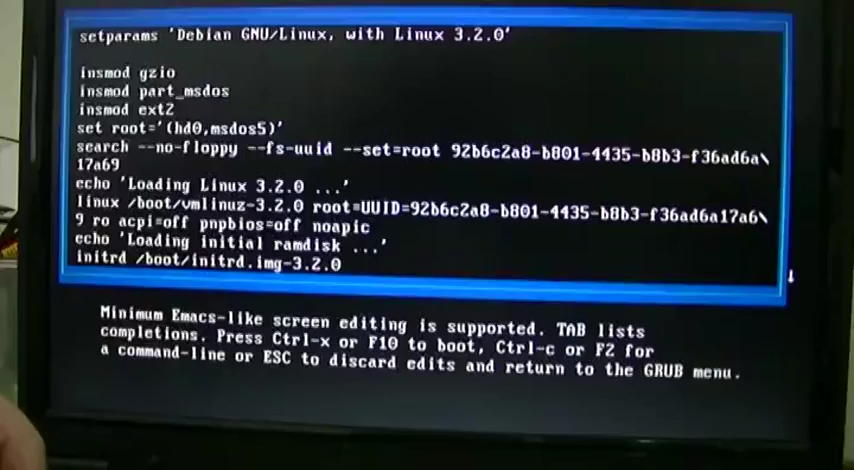 setparams 'Debian GNU/Linux, with Linux 3.2.0'
insmod gzio
insmod part_msdos
insmod ext2
set root='(hd0,msdos5)'
search --no-floppy --fs-uuid --set=root 92b6c2a8-b801-4435-b8b3-f36ad6a\
17a69
echo 'Loading Linux 3.2.0 ...'
linux /boot/vmlinuz-3.2.0 root=UUID=92b6c2a8-b801-4435-b8b3-f36ad6a17a6\
9 ro acpi=off pnpbios=off noapic
echo 'Loading initial ramdisk ...'
initrd /boot/initrd.img-3.2.0
Minimum Emacs-like screen editing is supported. TAB lists
completions. Press Ctrl-x or F10 to boot, Ctrl-c or F2 for
a command-line or ESC to discard edits and return to the GRUB menu.